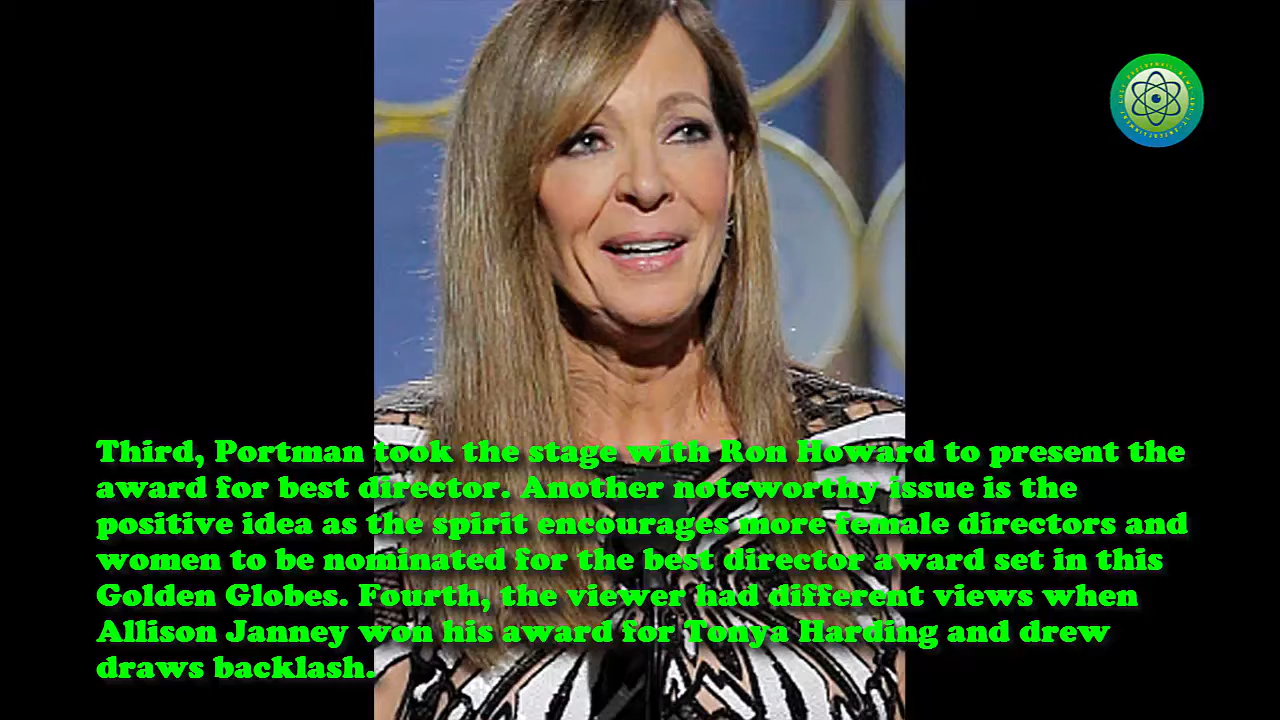 Third, Portman took the stage with Ron Howard to present the
award for best director. Another noteworthy issue is the
positive idea as the spirit encourages more female directors and
women to be nominated for the best director award set in this
Golden Globes. Fourth, the viewer had different views when
Allison Janney won his award for Tonya Harding and drew
draws backlash.